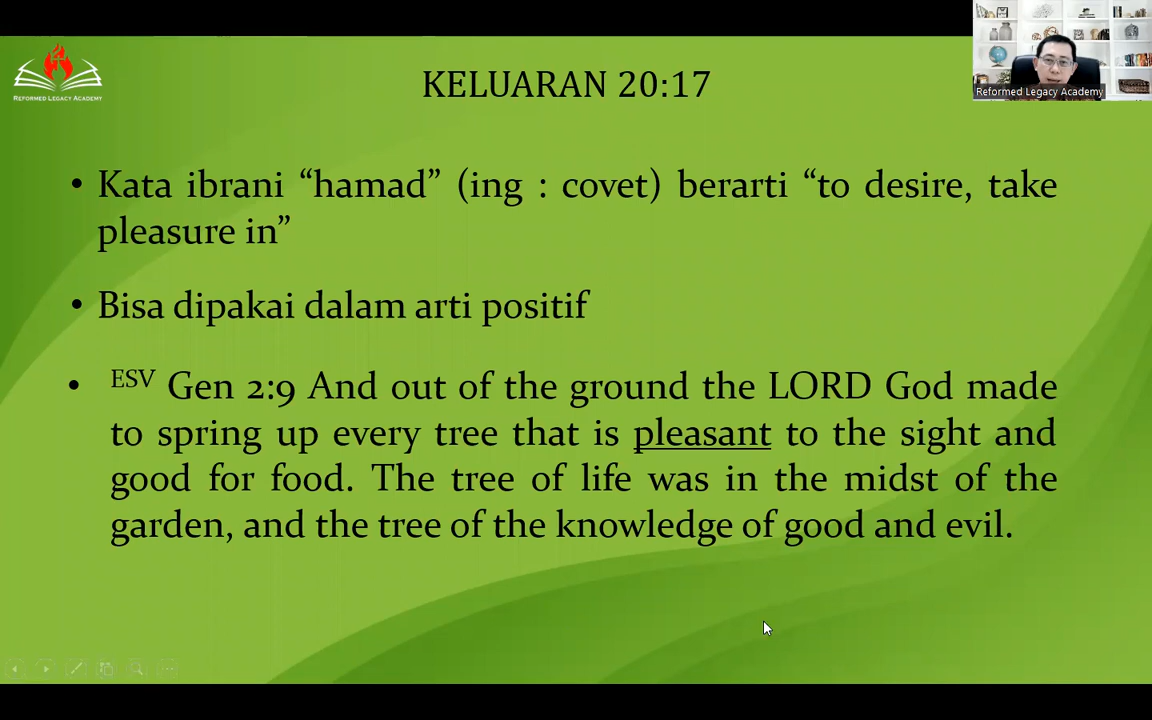 REFORMED LEGACY ACADEMY
KELUARAN 20:17
Reformed Legacy Academy
• Kata ibrani “hamad” (ing : covet) berarti “to desire, take
pleasure in”
• Bisa dipakai dalam arti positif
• ESV Gen 2:9 And out of the ground the LORD God made
to spring up every tree that is pleasant to the sight and
good for food. The tree of life was in the midst of the
garden, and the tree of the knowledge of good and evil.